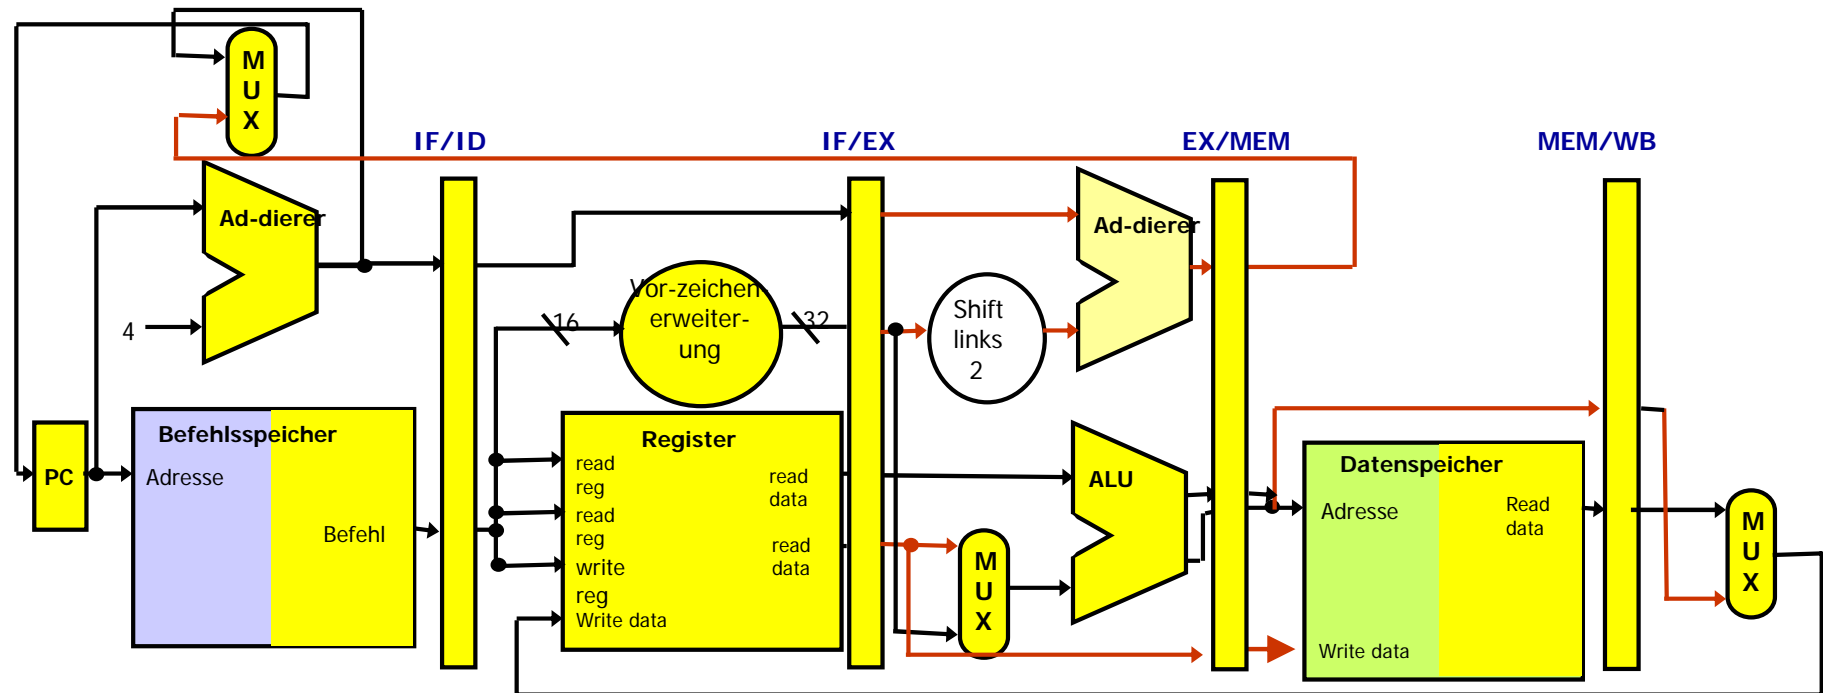 M
U
X
IF/ID
IF/EX
EX/MEM
MEM/WB
Ad-dierer
4
16
Vor-zeichen-
erweiter-
ung
32
Shift
links
2
Ad-dierer
PC
Befehlsspeicher
Adresse
Befehl
Register
read
reg
read
reg
write
reg
Write data
read
data
read
data
M
U
X
ALU
Datenspeicher
Adresse
Read
data
Write data
M
U
X